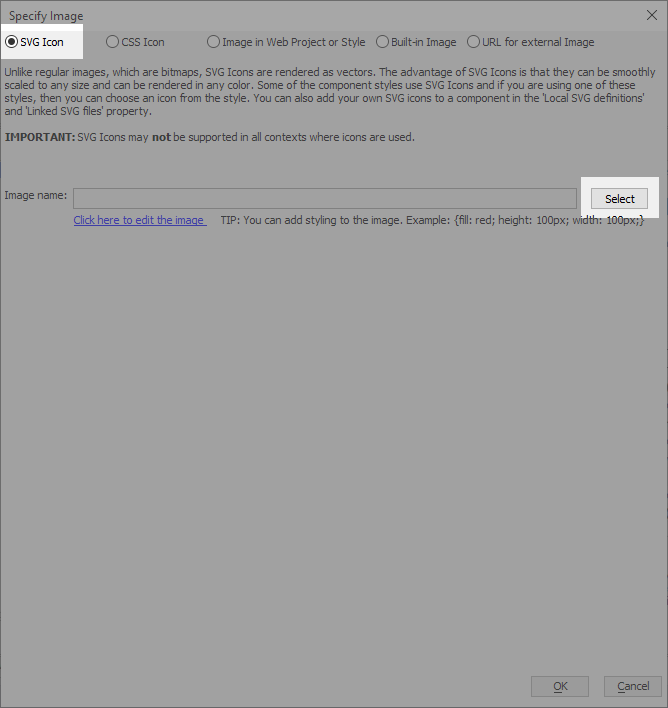 Specify Image
SVG Icon CSS Icon Image in Web Project or Style Built-in Image URL for external Image
Unlike regular images, which are bitmaps, SVG Icons are rendered as vectors. The advantage of SVG Icons is that they can be smoothly
scaled to any size and can be rendered in any color. Some of the component styles use SVG Icons and if you are using one of these
styles, then you can choose an icon from the style. You can also add your own SVG icons to a component in the 'Local SVG definitions'
and 'Linked SVG files' property.
IMPORTANT: SVG Icons may not be supported in all contexts where icons are used.
Image name: Select
Click here to edit the image TIP: You can add styling to the image. Example: {fill: red; height: 100px; width: 100px;}
OK Cancel